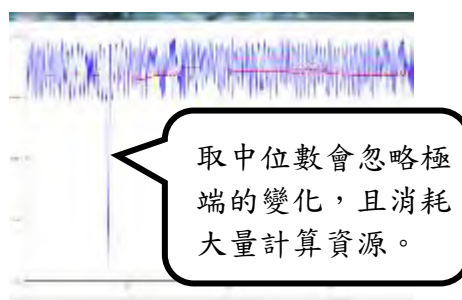 取中位數會忽略極
端的變化，且消耗
大量計算資源。